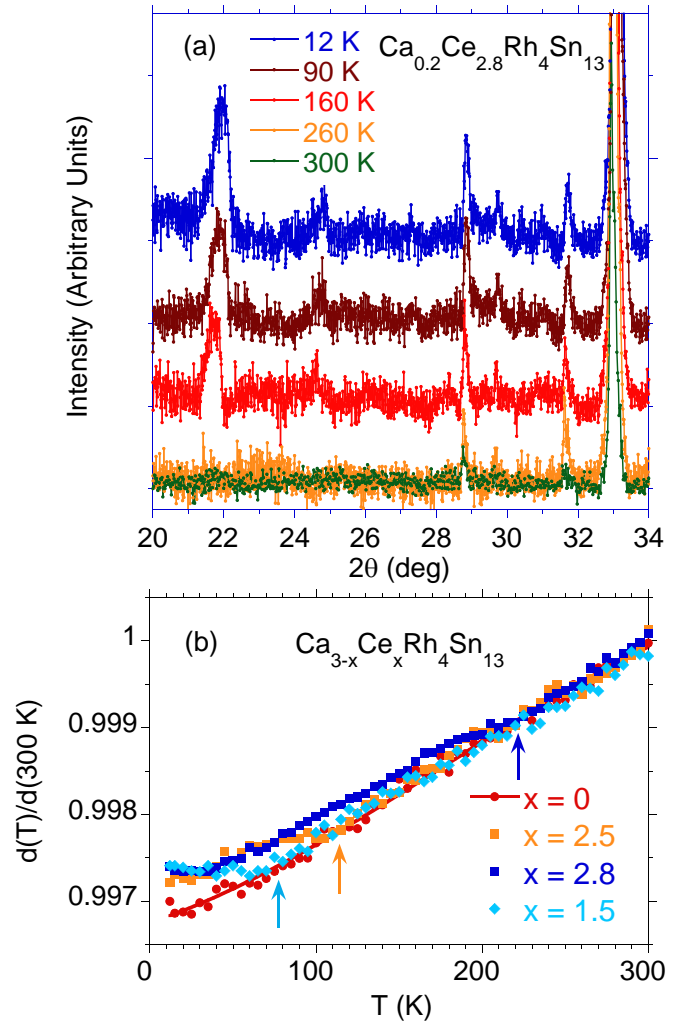 (a)
12 K
90 K
160 K
260 K
300 K
Ca0.2Ce2.8Rh4Sn13
Intensity (Arbitrary Units)
20 22 24 26 28 30 32 34
2θ (deg)
(b)
Ca3-xCexRh4Sn13
d(T)/d(300 K)
1
0.999
0.998
0.997
x = 0
x = 2.5
x = 2.8
x = 1.5
0 100 200 300
T (K)